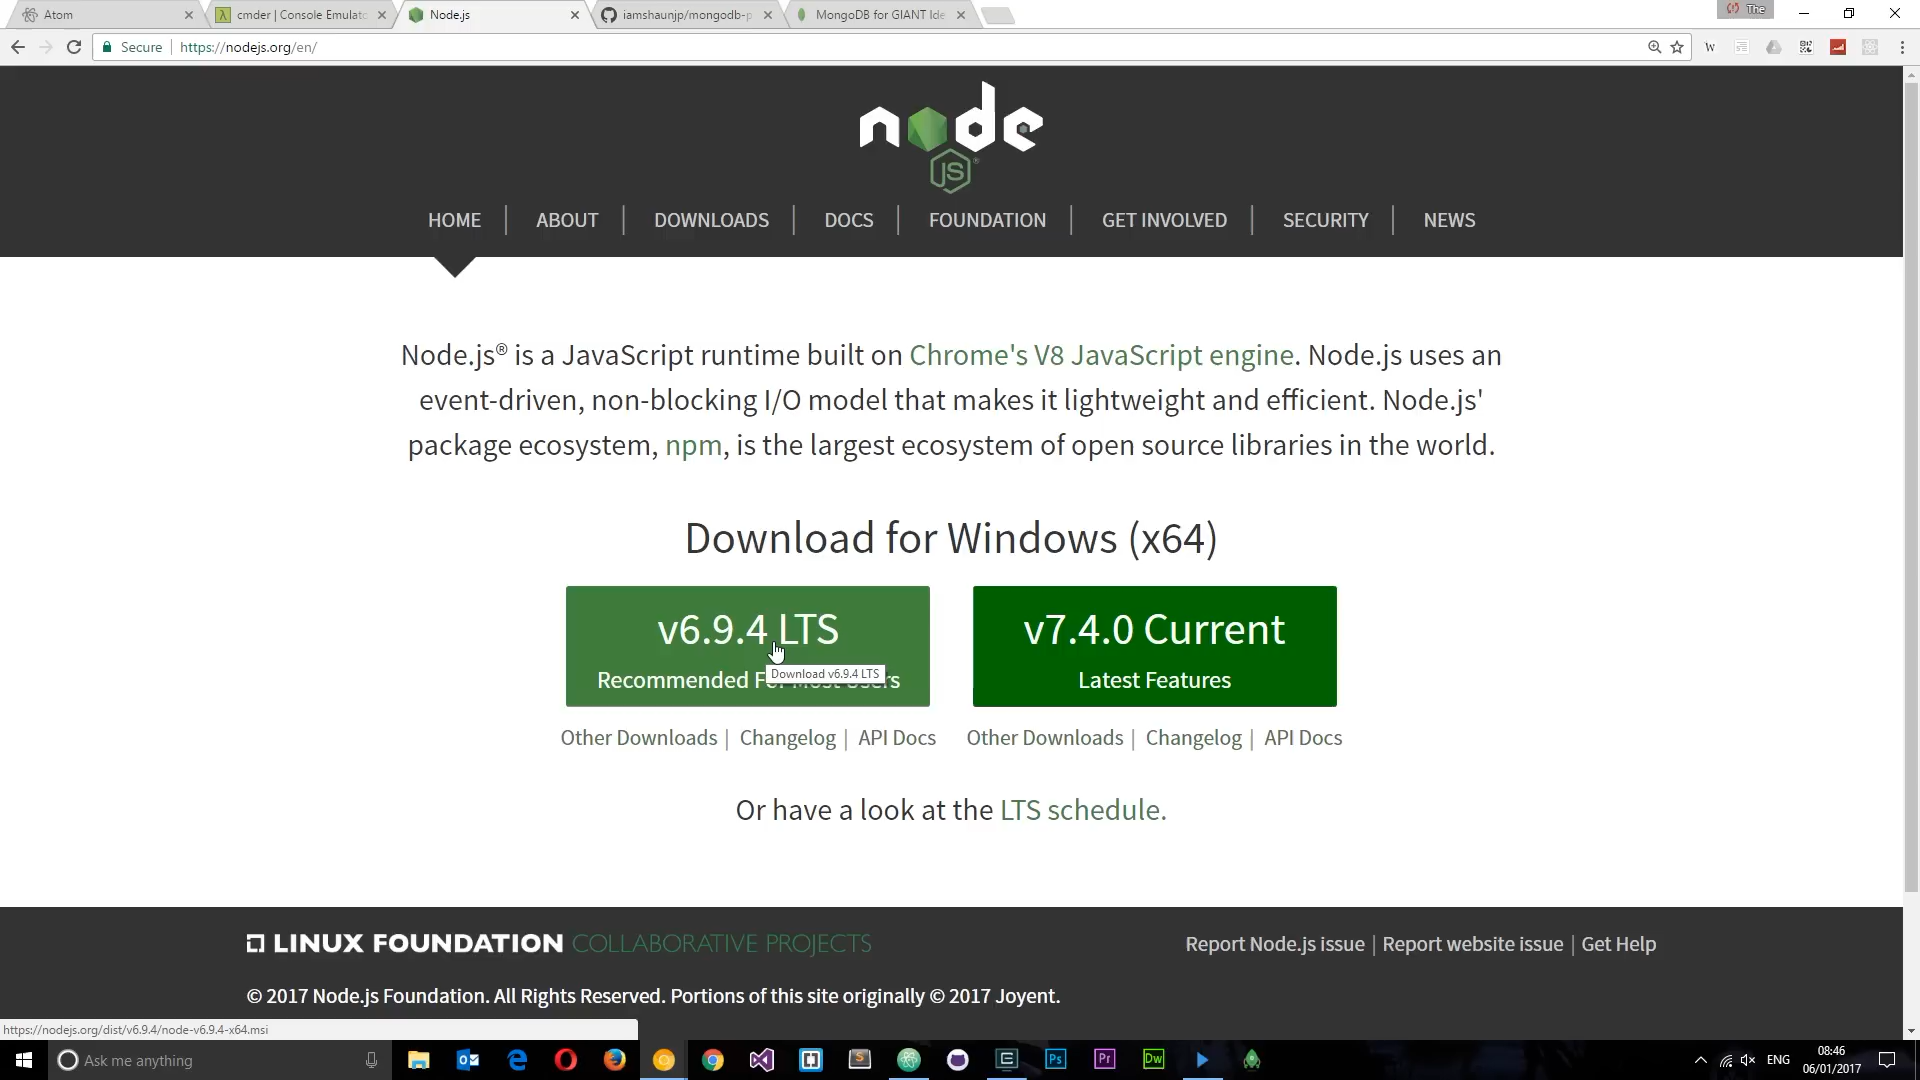 Atom
cmder | Console Emulato
Node.js
iamshaunjp/mongodb-p
MongoDB for GIANT Ide
The
Secure
https://nodejs.org/en/
W
node
JS
HOME
ABOUT
DOWNLOADS
DOCS
FOUNDATION
GET INVOLVED
SECURITY
NEWS
Node.js® is a JavaScript runtime built on Chrome's V8 JavaScript engine. Node.js uses an
event-driven, non-blocking I/O model that makes it lightweight and efficient. Node.js'
package ecosystem, npm, is the largest ecosystem of open source libraries in the world.
Download for Windows (x64)
v6.9.4 LTS
Recommended For Most Users
Download v6.9.4 LTS
v7.4.0 Current
Latest Features
Other Downloads | Changelog | API Docs
Other Downloads | Changelog | API Docs
Or have a look at the LTS schedule.
LINUX FOUNDATION COLLABORATIVE PROJECTS
Report Node.js issue | Report website issue | Get Help
© 2017 Node.js Foundation. All Rights Reserved. Portions of this site originally © 2017 Joyent.
https://nodejs.org/dist/v6.9.4/node-v6.9.4-x64.msi
Ask me anything
Ps
Pr
Dw
ENG
08:46
06/01/2017